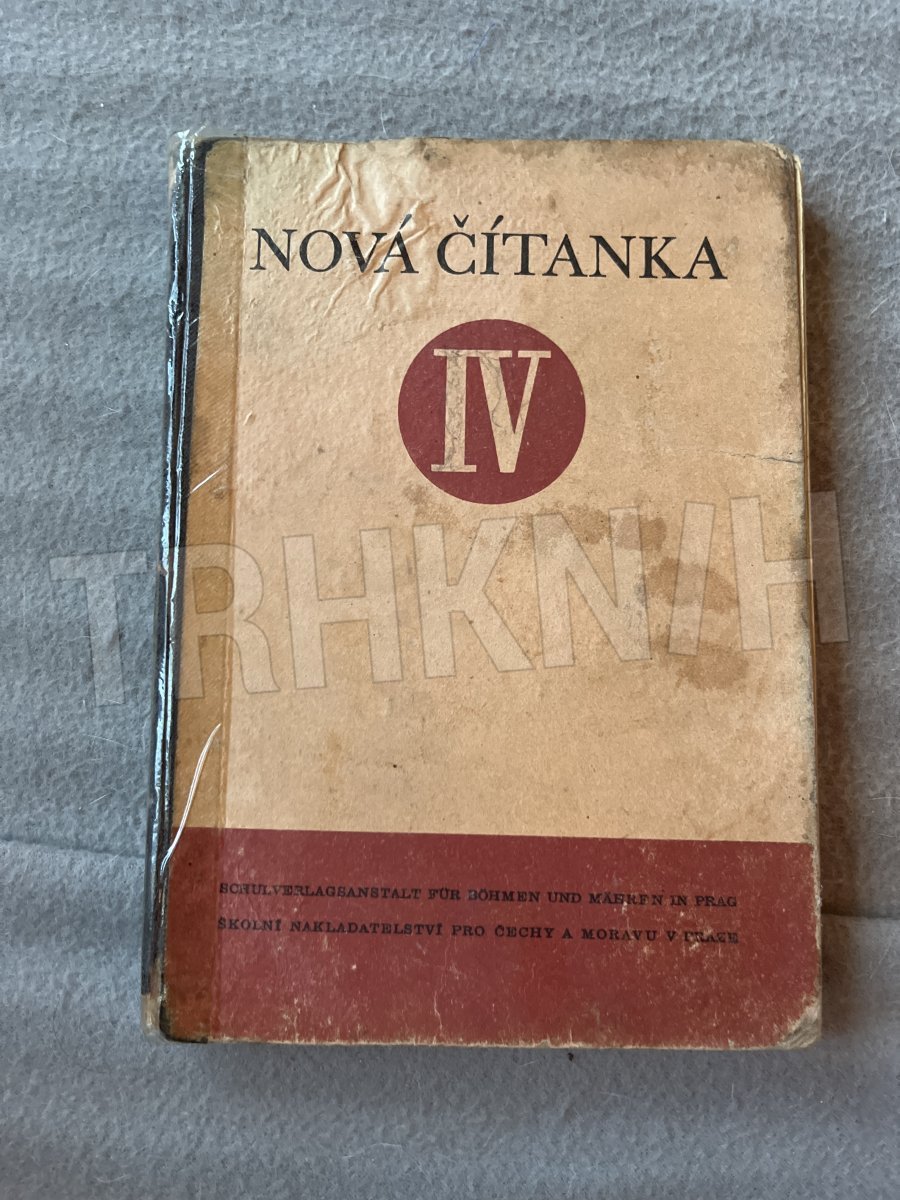 NOVÁ ČÍTANKA
IV
TRHKNIH
SCHULVERLAGSANSTALT FÜR BÖHMEN UND MÄHREN IN PRAG
ŠKOLNÍ NAKLADATELSTVÍ PRO ČECHY A MORAVU V PRAZE